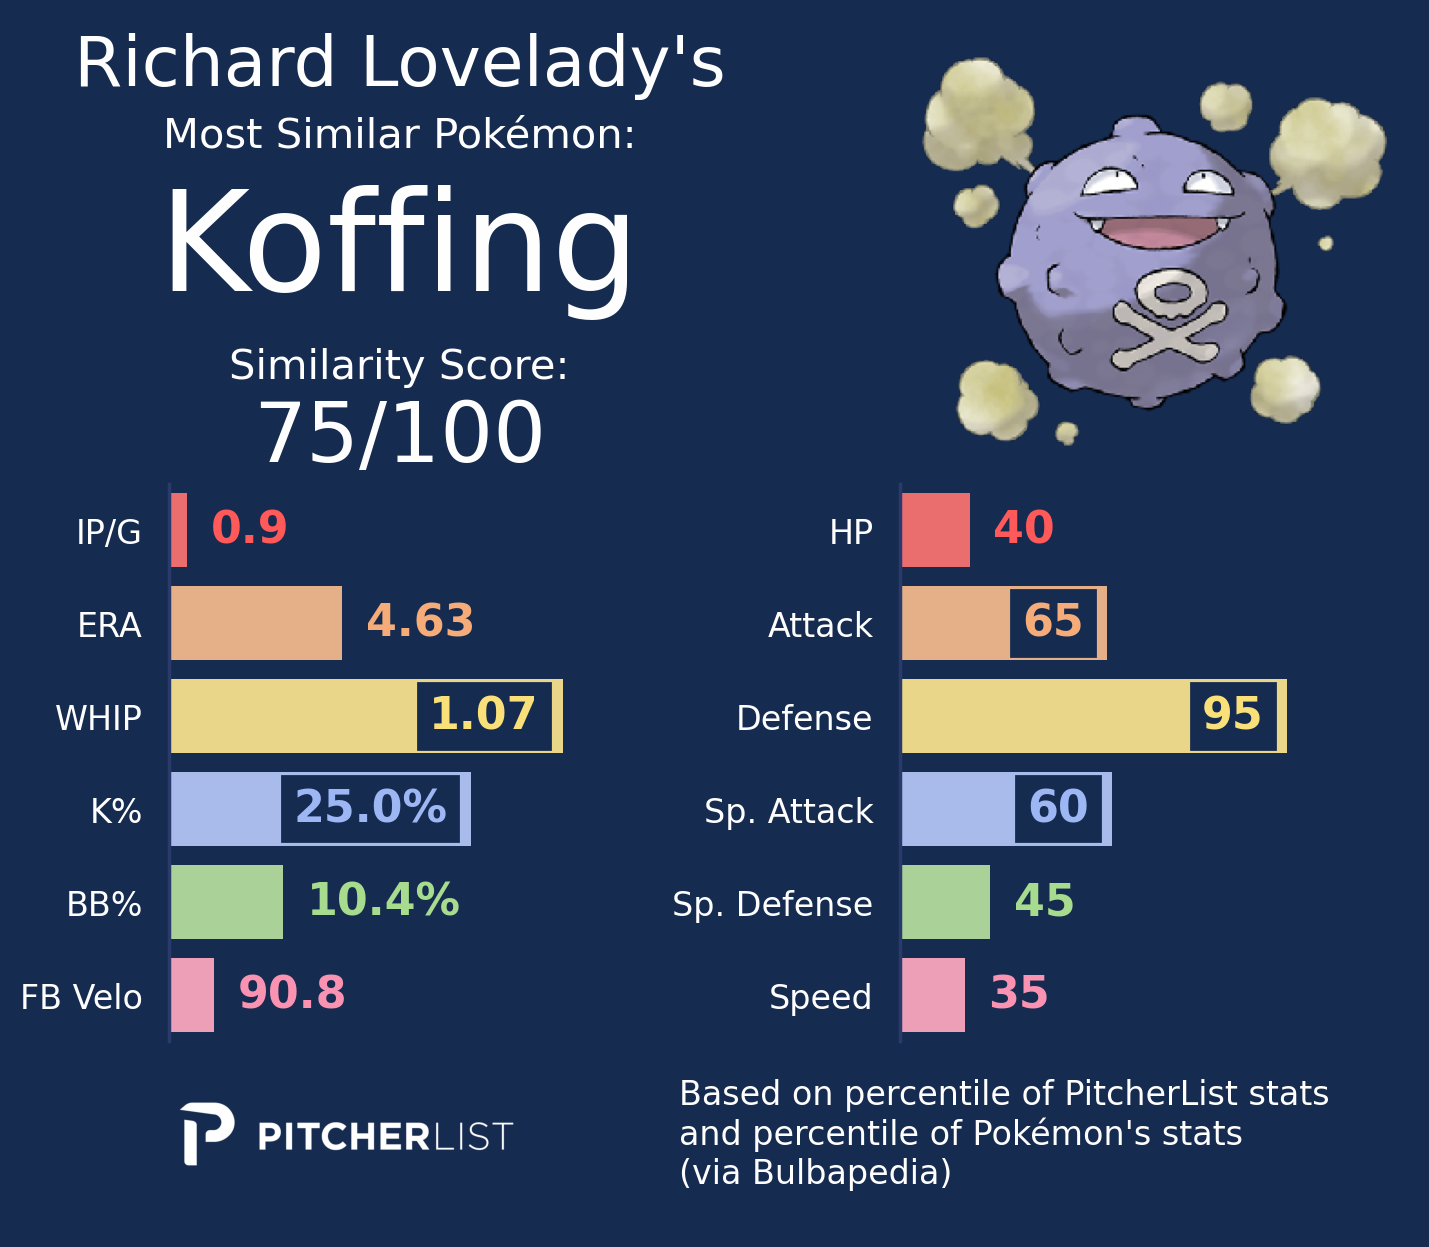 Richard Lovelady's
Most Similar Pokémon:
Koffing
Similarity Score:
75/100
IP/G 0.9
ERA 4.63
WHIP 1.07
K% 25.0%
BB% 10.4%
FB Velo 90.8
HP 40
Attack 65
Defense 95
Sp. Attack 60
Sp. Defense 45
Speed 35
PITCHERLIST
Based on percentile of PitcherList stats
and percentile of Pokémon's stats
(via Bulbapedia)